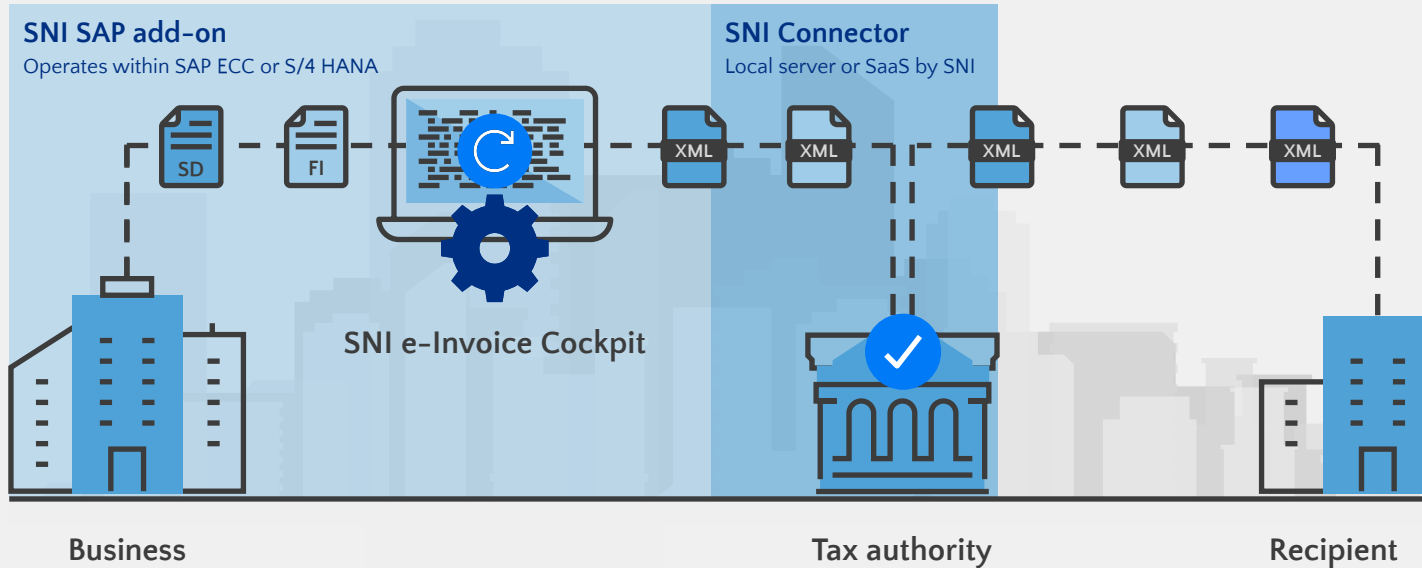 SNI SAP add-on
Operates within SAP ECC or S/4 HANA
SNI Connector
Local server or SaaS by SNI
SD
FI
XML
XML
XML
XML
XML
SNI e-Invoice Cockpit
Business
Tax authority
Recipient